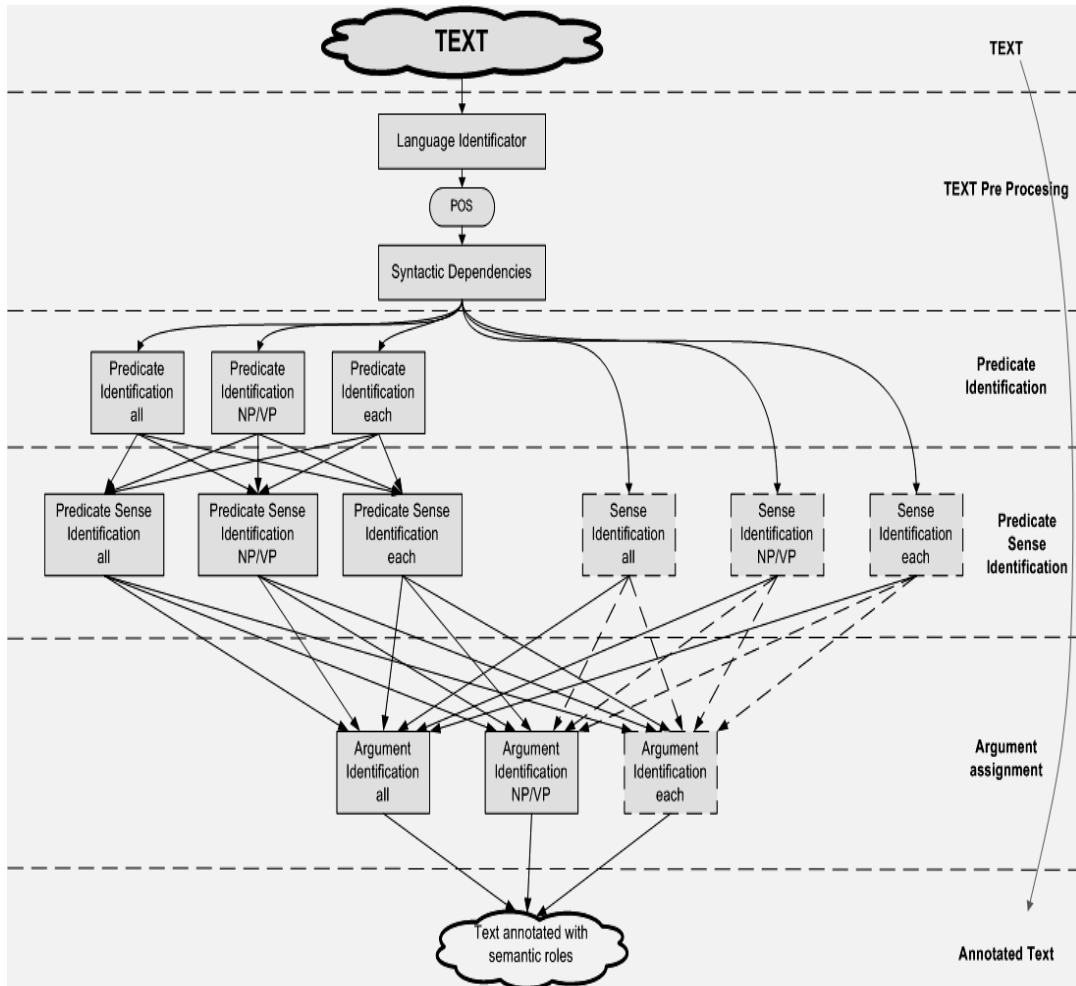 TEXT
TEXT
Language Identificator
POS
TEXT Pre Procesing
Syntactic Dependencies
Predicate
Identification
all
Predicate
Identification
NP/VP
Predicate
Identification
each
Predicate
Identification
Predicate Sense
Identification
all
Predicate Sense
Identification
NP/VP
Predicate Sense
Identification
each
Sense
Identification
all
Sense
Identification
NP/VP
Sense
Identification
each
Predicate
Sense
Identification
Argument
Identification
all
Argument
Identification
NP/VP
Argument
Identification
each
Argument
assignment
Text annotated with
semantic roles
Annotated Text